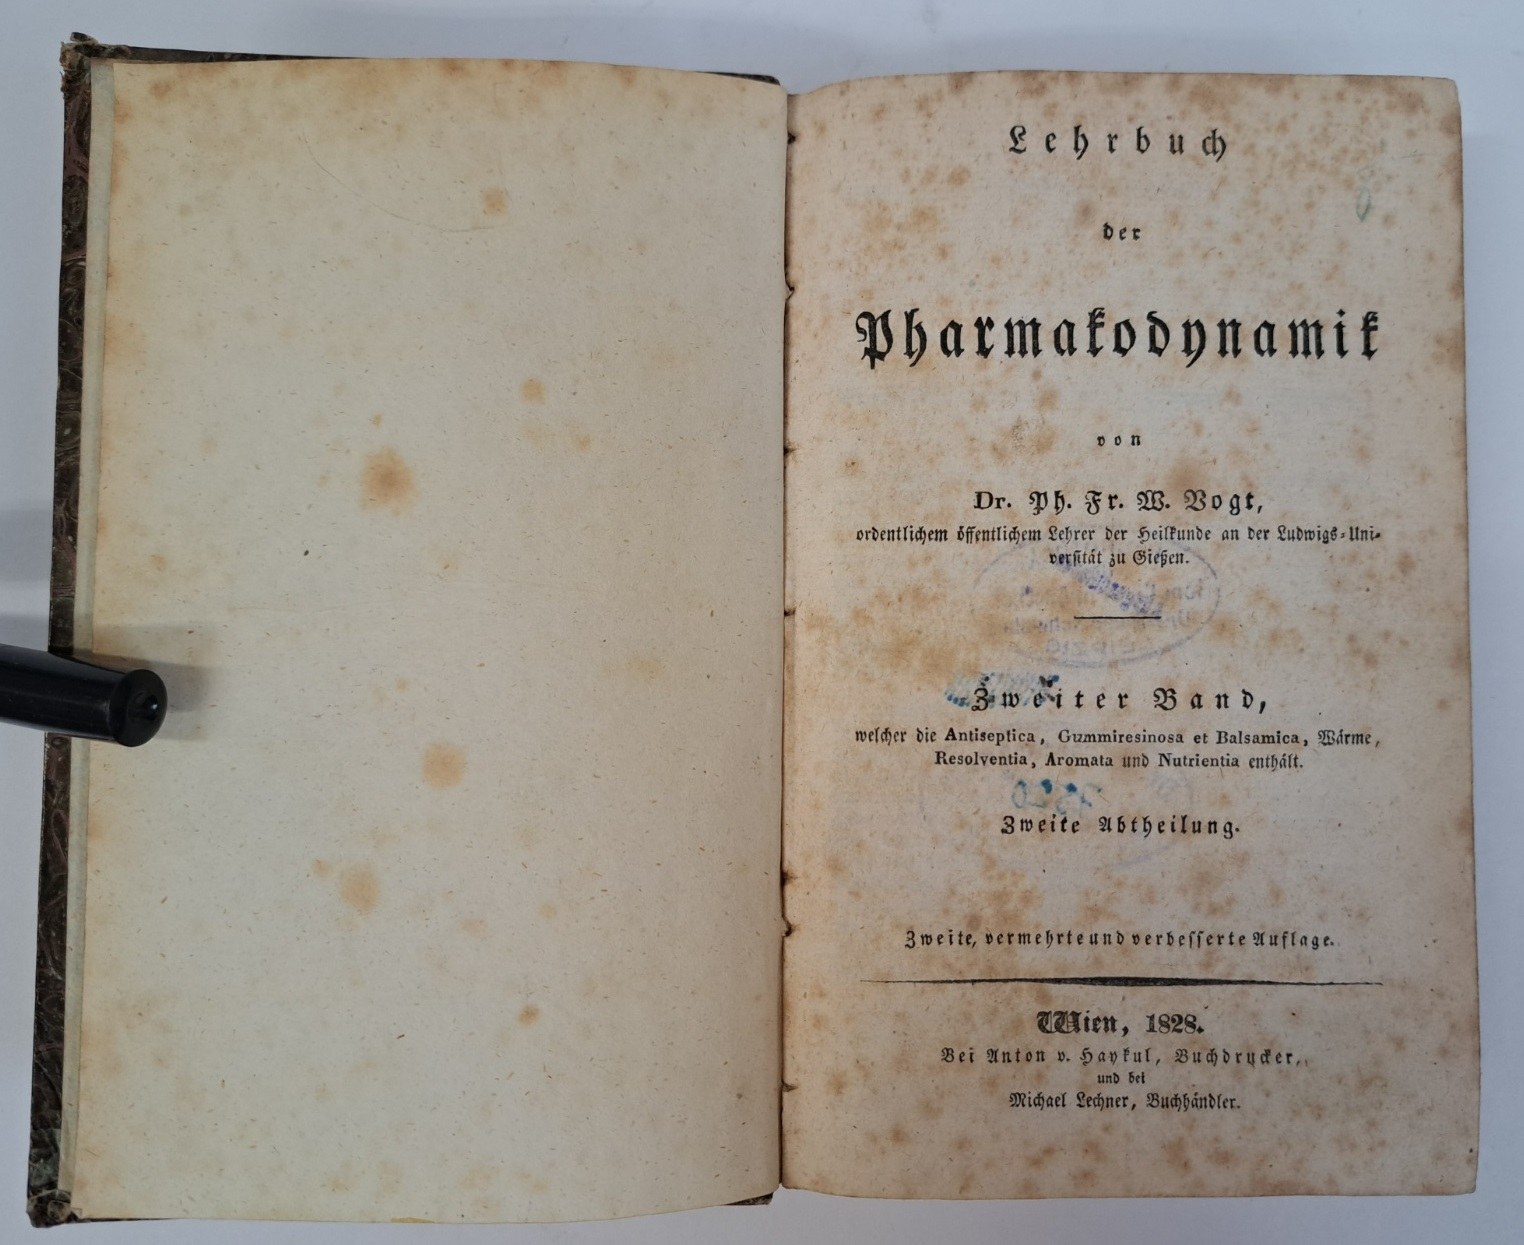 Lehrbuch
der
Pharmakodynamik
von
Dr. Ph. Fr. W. Vogt,
ordentlichem öffentlichem Lehrer der Heilkunde an der Ludwigs-Uni-
versität zu Gießen.
Zweiter Band,
welcher die Antiseptica, Gummiresinosa et Balsamica, Wärme,
Resolventia, Aromata und Nutrientia enthält.
Zweite Abtheilung.
Zweite, vermehrte und verbesserte Auflage.
Wien, 1828.
Bei Anton v. Haykul, Buchdrucker,
und bei
Michael Lechner, Buchhändler.